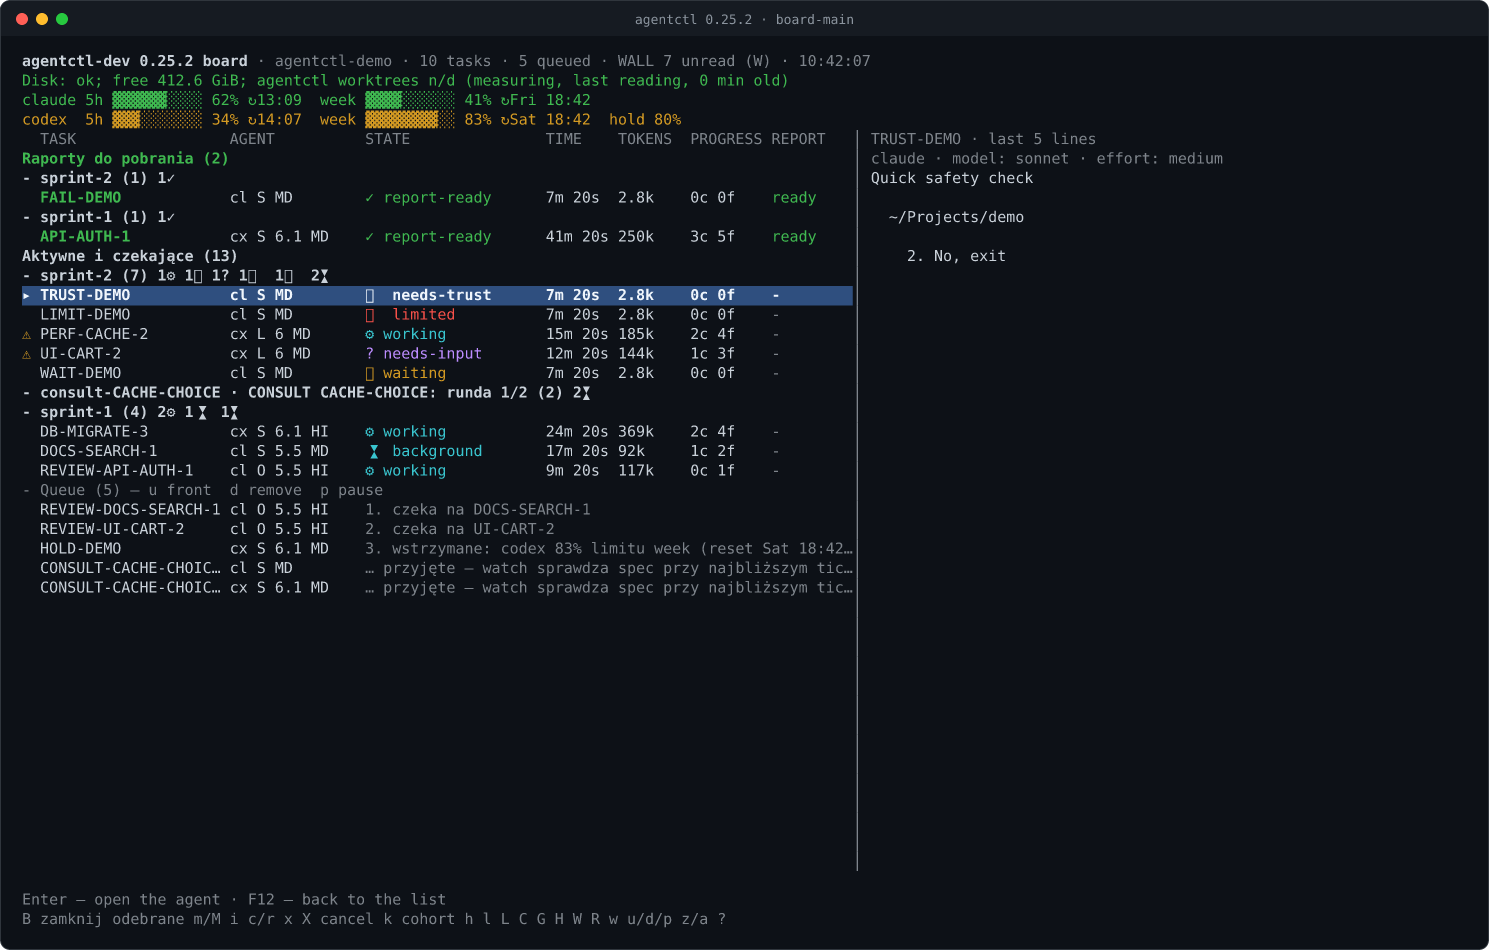 agentctl 0.25.2 · board-main
agentctl-dev 0.25.2 board · agentctl-demo · 10 tasks · 5 queued · WALL 7 unread (W) · 10:42:07
Disk: ok; free 412.6 GiB; agentctl worktrees n/d (measuring, last reading, 0 min old)
claude 5h ▓▓▓▓▓▓░░░░ 62% ↻13:09 week ▓▓▓▓░░░░░░ 41% ↻Fri 18:42
codex 5h ▓▓▓░░░░░░░ 34% ↻14:07 week ▓▓▓▓▓▓▓▓░░ 83% ↻Sat 18:42 hold 80%
TASK AGENT STATE TIME TOKENS PROGRESS REPORT
Raporty do pobrania (2)
- sprint-2 (1) 1✓
FAIL-DEMO cl S MD ✓ report-ready 7m 20s 2.8k 0c 0f ready
- sprint-1 (1) 1✓
API-AUTH-1 cx S 6.1 MD ✓ report-ready 41m 20s 250k 3c 5f ready
Aktywne i czekające (13)
- sprint-2 (7) 1⚙ 1▯ 1? 1▯ 1▯ 2⧗
▸ TRUST-DEMO cl S MD ▯ needs-trust 7m 20s 2.8k 0c 0f -
LIMIT-DEMO cl S MD ▯ limited 7m 20s 2.8k 0c 0f -
⚠ PERF-CACHE-2 cx L 6 MD ⚙ working 15m 20s 185k 2c 4f -
⚠ UI-CART-2 cx L 6 MD ? needs-input 12m 20s 144k 1c 3f -
WAIT-DEMO cl S MD ▯ waiting 7m 20s 2.8k 0c 0f -
- consult-CACHE-CHOICE · CONSULT CACHE-CHOICE: runda 1/2 (2) 2⧗
- sprint-1 (4) 2⚙ 1⧗ 1⧗
DB-MIGRATE-3 cx S 6.1 HI ⚙ working 24m 20s 369k 2c 4f -
DOCS-SEARCH-1 cl S 5.5 MD ⧗ background 17m 20s 92k 1c 2f -
REVIEW-API-AUTH-1 cl O 5.5 HI ⚙ working 9m 20s 117k 0c 1f -
- Queue (5) — u front d remove p pause
REVIEW-DOCS-SEARCH-1 cl O 5.5 HI 1. czeka na DOCS-SEARCH-1
REVIEW-UI-CART-2 cl O 5.5 HI 2. czeka na UI-CART-2
HOLD-DEMO cx S 6.1 MD 3. wstrzymane: codex 83% limitu week (reset Sat 18:42…
CONSULT-CACHE-CHOIC… cl S MD … przyjęte — watch sprawdza spec przy najbliższym tic…
CONSULT-CACHE-CHOIC… cx S 6.1 MD … przyjęte — watch sprawdza spec przy najbliższym tic…
TRUST-DEMO · last 5 lines
claude · model: sonnet · effort: medium
Quick safety check
~/Projects/demo
2. No, exit
Enter — open the agent · F12 — back to the list
B zamknij odebrane m/M i c/r x X cancel k cohort h l L C G H W R w u/d/p z/a ?